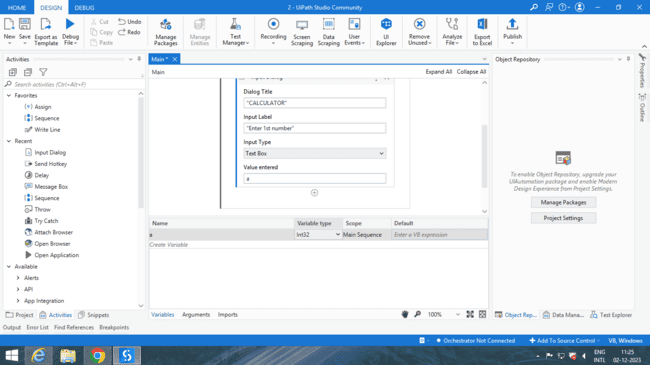 HOME
DESIGN
DEBUG
2 - UiPath Studio Community
New
Save
Export as Template
Debug File
Cut
Copy
Paste
Undo
Redo
Manage Packages
Manage Entities
Test Manager
Recording
Screen Scraping
Data Scraping
User Events
UI Explorer
Remove Unused
Analyze File
Export to Excel
Publish
Activities
Search activities (Ctrl+Alt+F)
Favorites
Assign
Sequence
Write Line
Recent
Input Dialog
Send Hotkey
Delay
Message Box
Sequence
Throw
Try Catch
Attach Browser
Open Browser
Open Application
Available
Alerts
API
App Integration
Main *
Main
Expand All
Collapse All
Dialog Title
"CALCULATOR"
Input Label
"Enter 1st number"
Input Type
Text Box
Value entered
a
Name
Variable type
Scope
Default
a
Int32
Main Sequence
Enter a VB expression
Create Variable
Variables
Arguments
Imports
100%
Object Repository
To enable Object Repository, upgrade your
UIAutomation package and enable Modern
Design Experience from Project Settings.
Manage Packages
Project Settings
Properties
Outline
Project
Activities
Snippets
Object Rep...
Data Mana...
Test Explorer
Output
Error List
Find References
Breakpoints
Orchestrator Not Connected
Add To Source Control
VB, Windows
ENG
INTL
11:25
02-12-2023